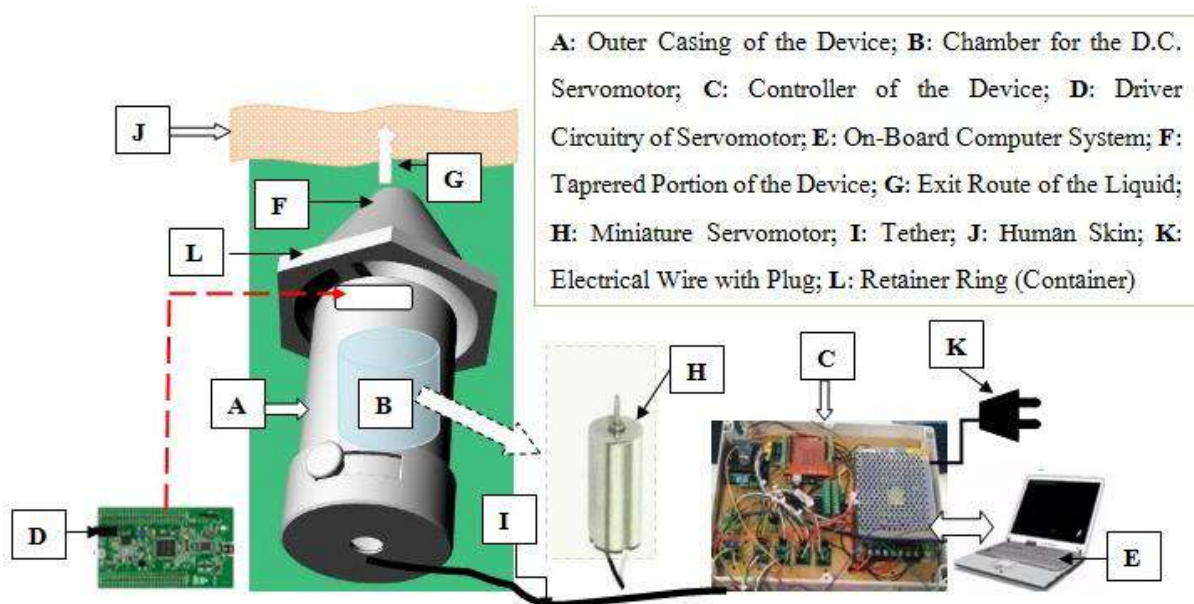 A: Outer Casing of the Device; B: Chamber for the D.C.
Servomotor; C: Controller of the Device; D: Driver
Circuitry of Servomotor; E: On-Board Computer System; F:
Taprered Portion of the Device; G: Exit Route of the Liquid;
H: Miniature Servomotor; I: Tether; J: Human Skin; K:
Electrical Wire with Plug; L: Retainer Ring (Container)
J
G
F
L
K
C
H
A
B
I
D
E